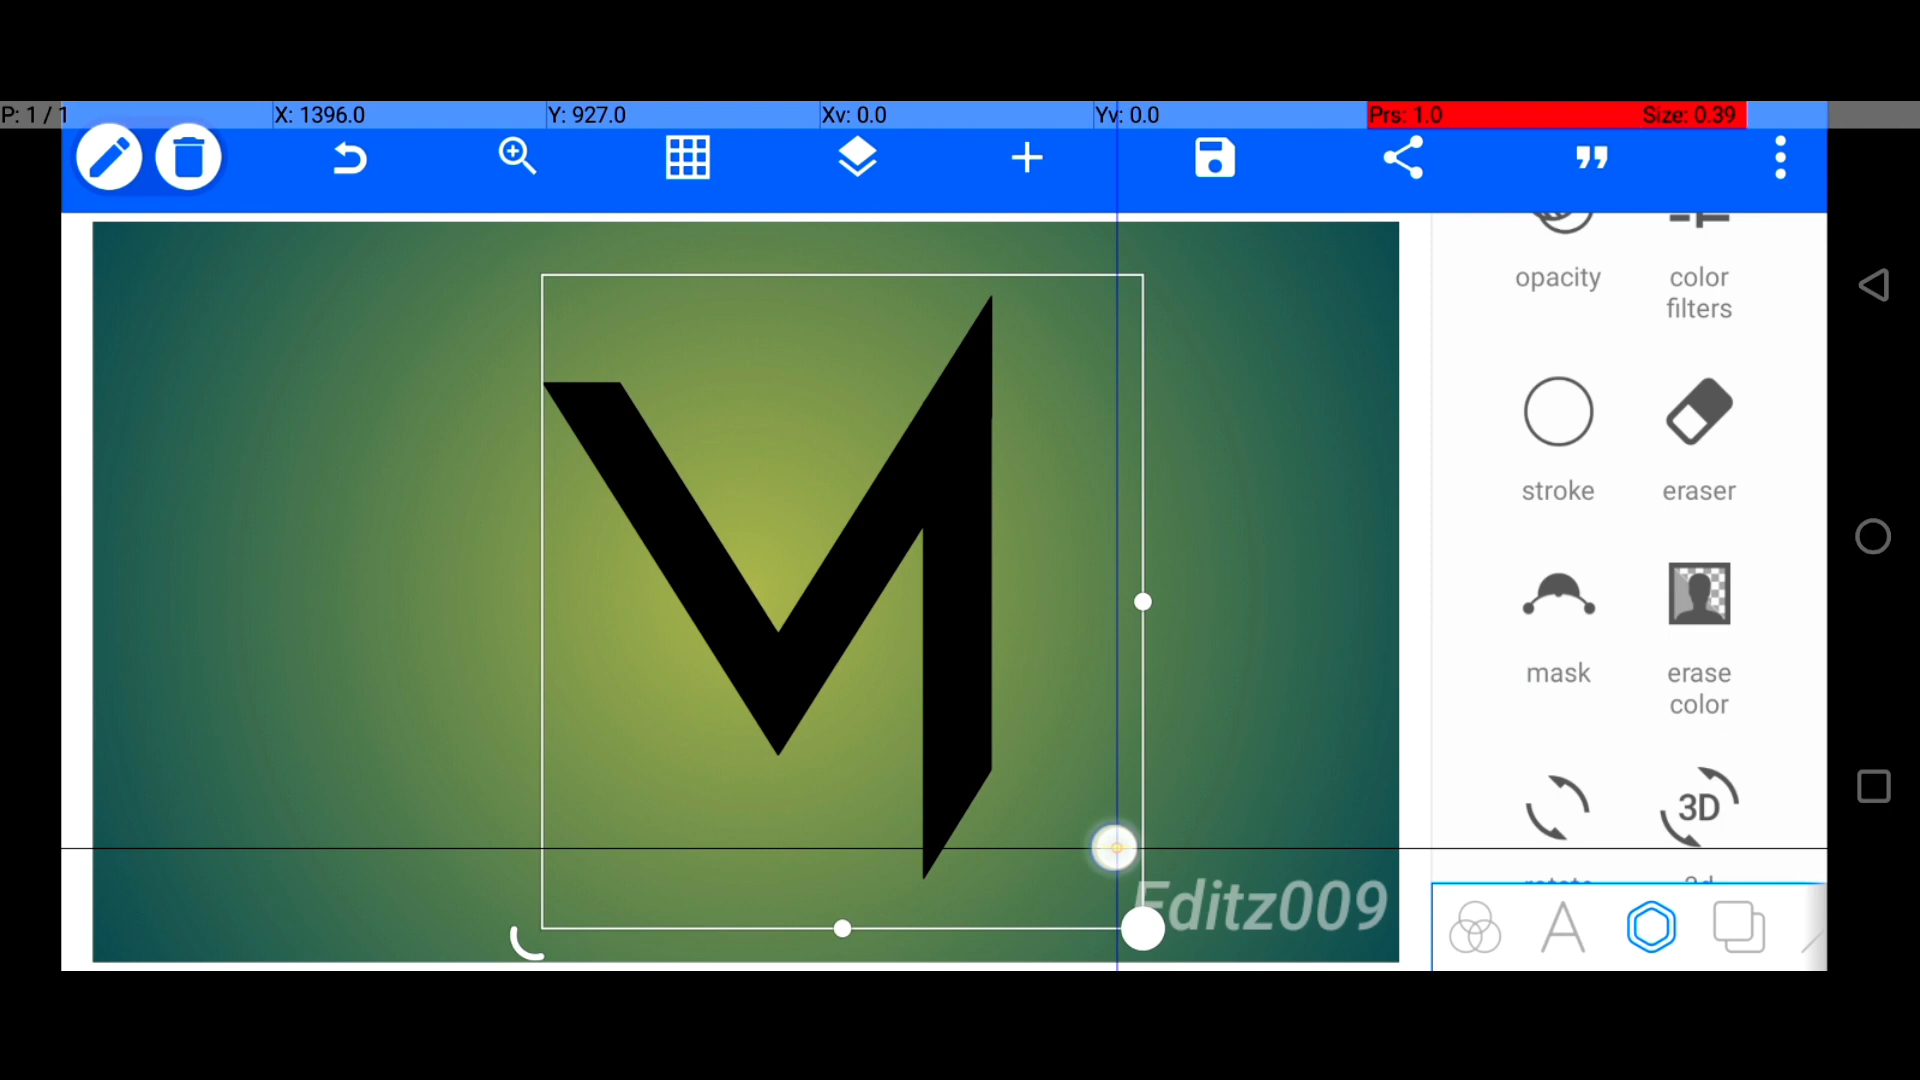 P: 1 / 1
X: 1396.0
Y: 927.0
Xv: 0.0
Yv: 0.0
Prs: 1.0
Size: 0.39
opacity
color
filters
stroke
eraser
mask
erase
color
3D
Editz009